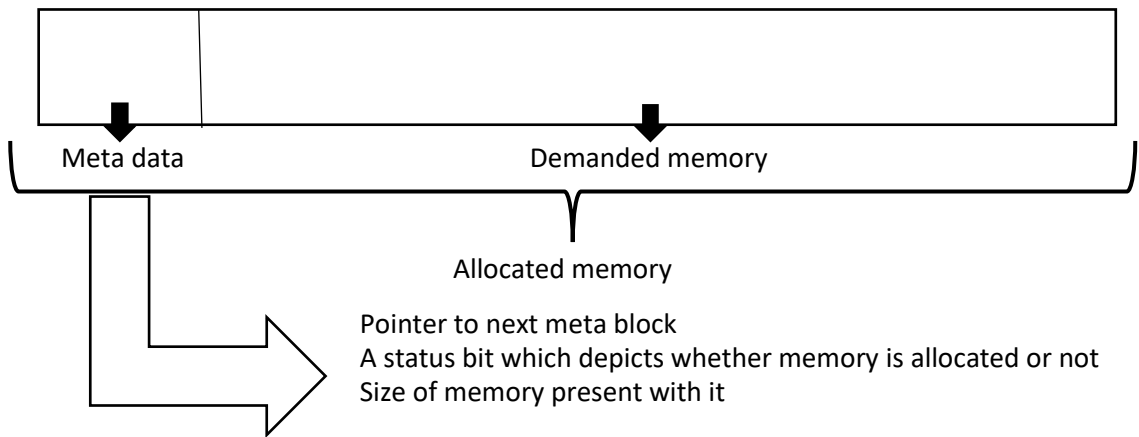 Meta data
Demanded memory
Allocated memory
Pointer to next meta block
A status bit which depicts whether memory is allocated or not
Size of memory present with it